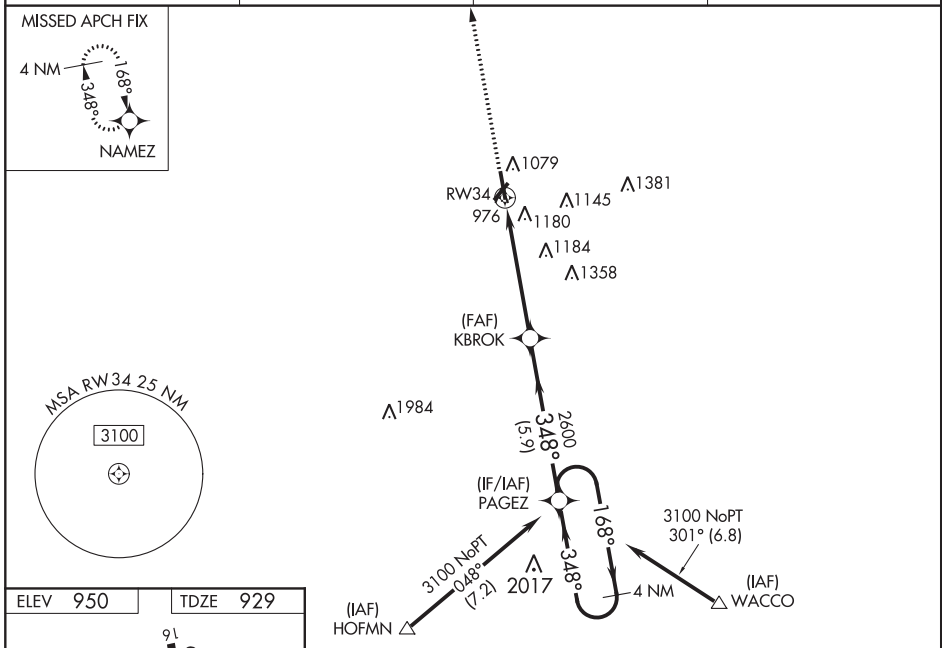 MISSED APCH FIX
4 NM
168°
348°
NAMEZ
1079
1381
RW34
1145
976
1180
1184
1358
(FAF)
KBROK
MSA RW34 25 NM
3100
1984
2600
348°
(5.9)
(IF/IAF)
PAGEZ
168°
3100 NoPT
301° (6.8)
3100 NoPT
048°
(7.2)
2017
348°
4 NM
(IAF)
WACCO
(IAF)
HOFMN
ELEV 950
TDZE 929
16